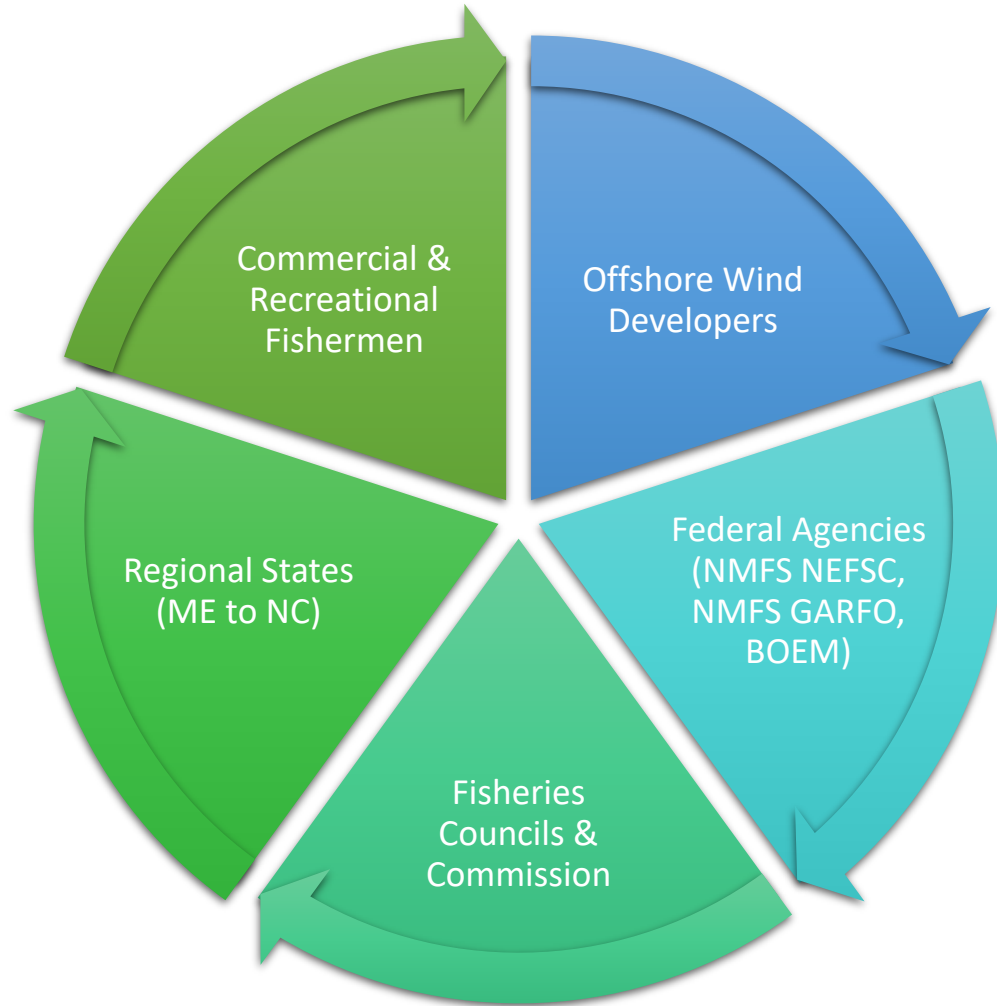 Commercial &
Recreational
Fishermen
Offshore Wind
Developers
Federal Agencies
(NMFS NEFSC,
NMFS GARFO,
BOEM)
Fisheries
Councils &
Commission
Regional States
(ME to NC)